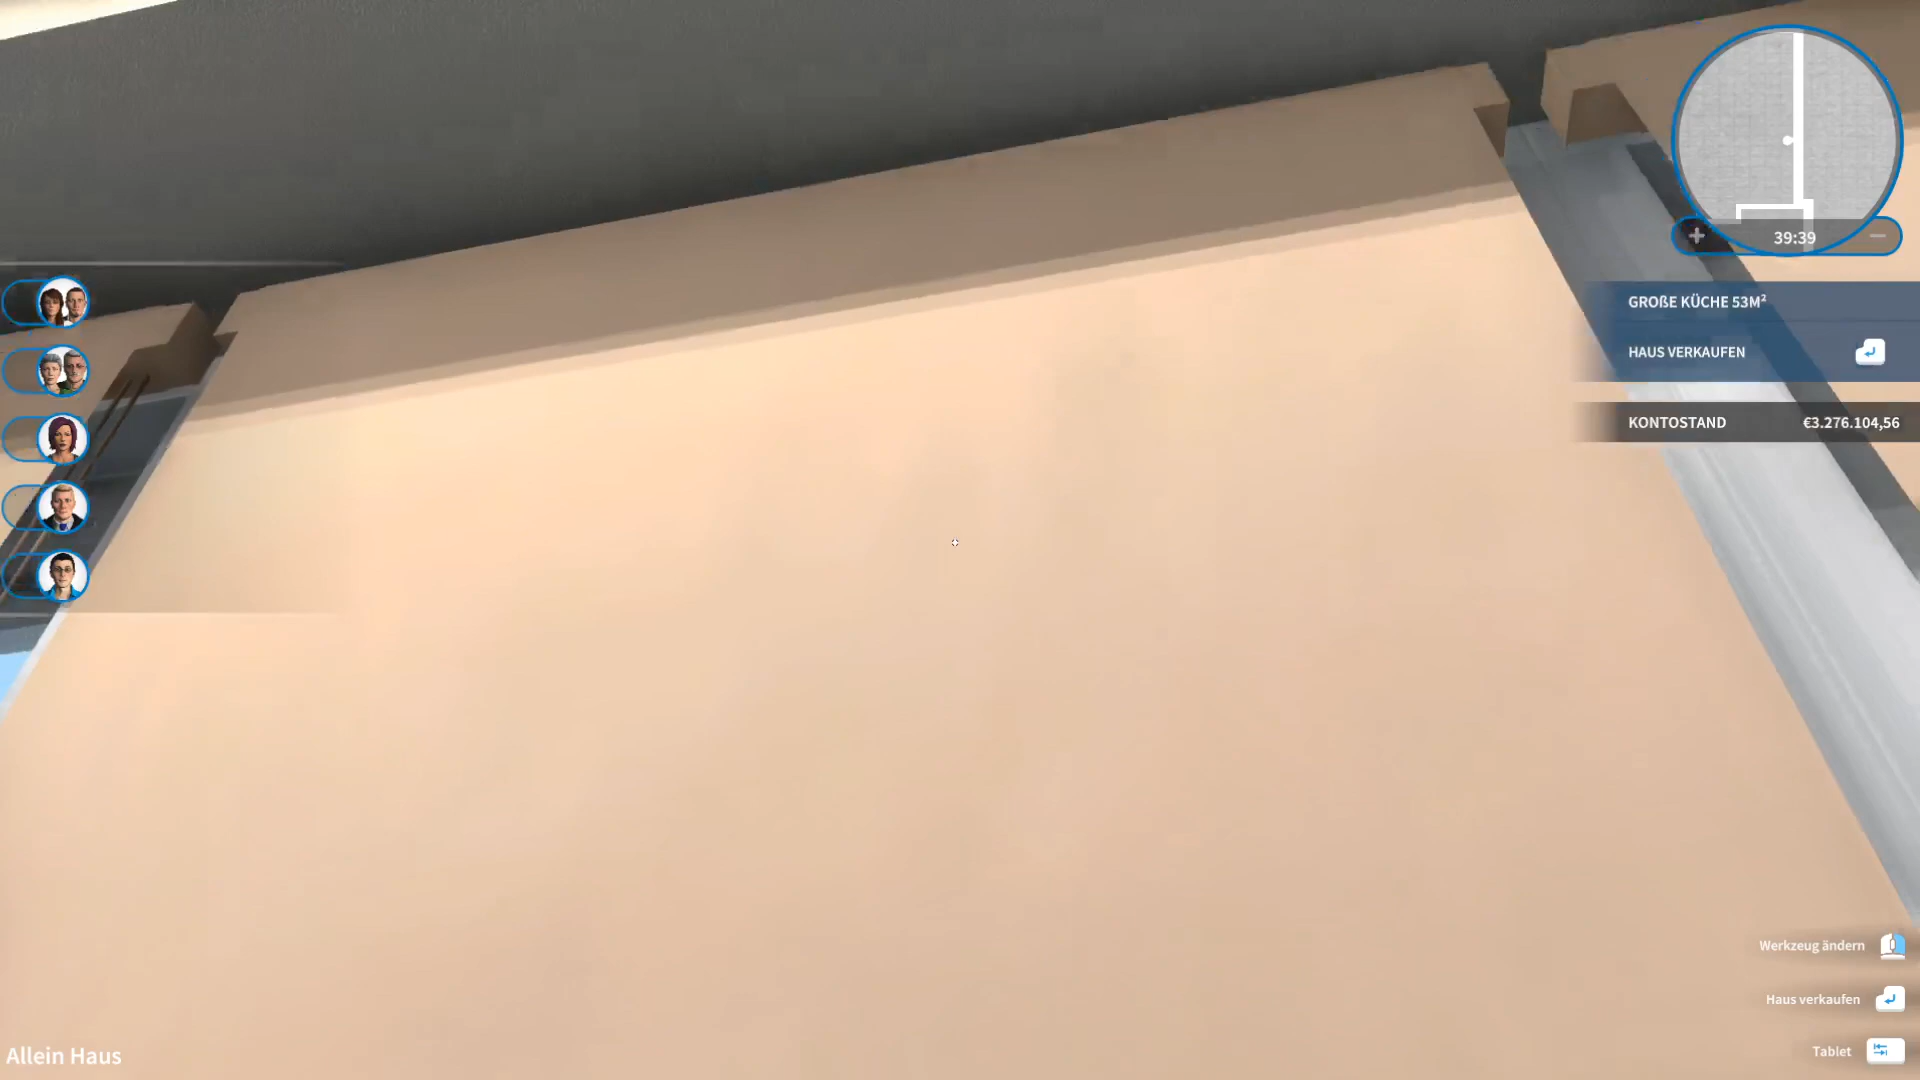 39:39
GROßE KÜCHE 53M²
HAUS VERKAUFEN
KONTOSTAND €3.276.104,56
Werkzeug ändern
Haus verkaufen
Tablet
Allein Haus